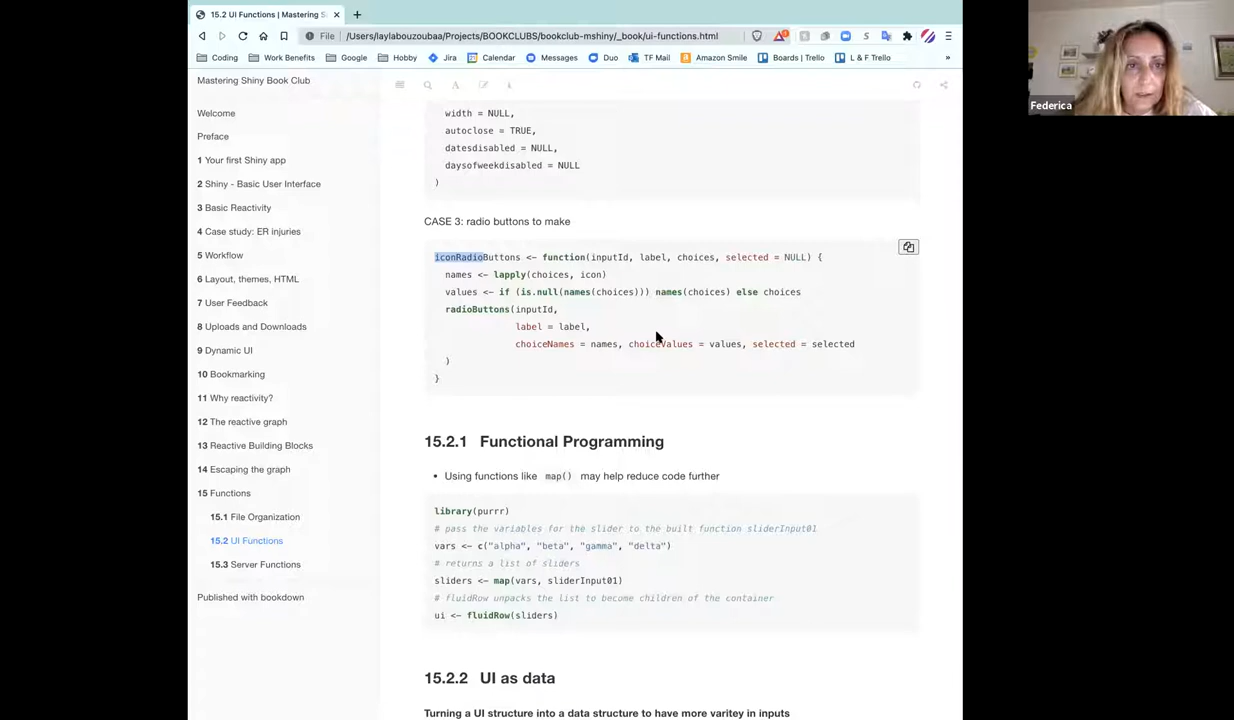 15.2 UI Functions | Mastering S
File /Users/laylabouzoubaa/Projects/BOOKCLUBS/bookclub-mshiny/_book/ui-functions.html
Coding Books Google Hobby Jira Calendar Messages Duo TF Mail Amazon Smile Boards | Trello L & F Trello »
Mastering Shiny Book Club
Welcome
Preface
1 Your first Shiny app
2 Shiny - Basic User Interface
3 Basic Reactivity
4 Case study: ER injuries
5 Workflow
6 Layout, themes, HTML
7 User Feedback
8 Uploads and Downloads
9 Dynamic UI
10 Bookmarking
11 Why reactivity?
12 The reactive graph
13 Reactive Building Blocks
14 Escaping the graph
15 Functions
15.1 File Organization
15.2 UI Functions
15.3 Server Functions
Published with bookdown
width = NULL,
autoclose = TRUE,
datesdisabled = NULL,
daysofweekdisabled = NULL
)
CASE 3: radio buttons to make
iconRadioButtons <- function(inputId, label, choices, selected = NULL) {
names <- lapply(choices, icon)
values <- if (is.null(names(choices))) names(choices) else choices
radioButtons(inputId,
label = label,
choiceNames = names, choiceValues = values, selected = selected
)
}
15.2.1 Functional Programming
• Using functions like map() may help reduce code further
library(purrr)
# pass the variables for the slider to the built function sliderInput01
vars <- c("alpha", "beta", "gamma", "delta")
# returns a list of sliders
sliders <- map(vars, sliderInput01)
# fluidRow unpacks the list to become children of the container
ui <- fluidRow(sliders)
15.2.2 UI as data
Turning a UI structure into a data structure to have more varitey in inputs
Federica